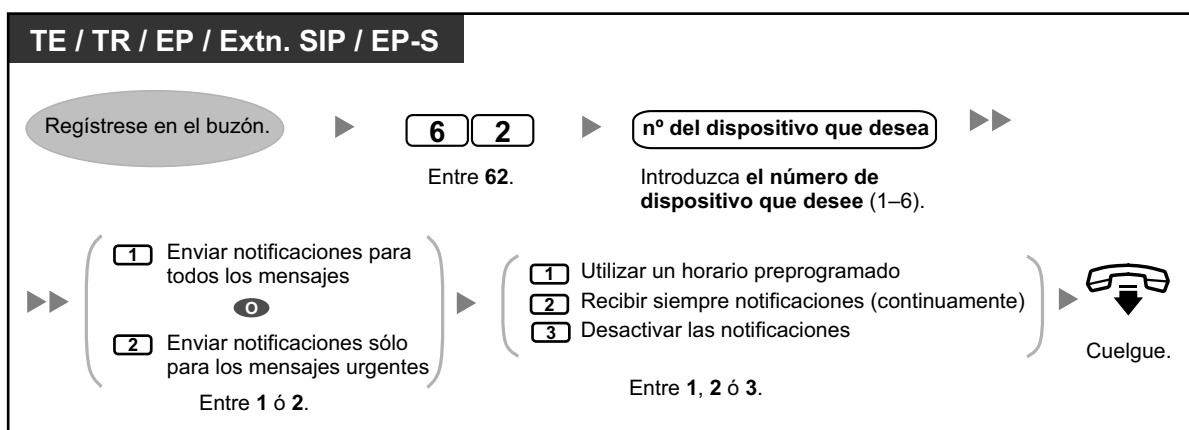 TE / TR / EP / Extn. SIP / EP-S
Regístrese en el buzón.
6 2
nº del dispositivo que desea
Entre 62.
Introduzca el número de
dispositivo que desee (1–6).
1 Enviar notificaciones para
todos los mensajes
O
2 Enviar notificaciones sólo
para los mensajes urgentes
Entre 1 ó 2.
1 Utilizar un horario preprogramado
2 Recibir siempre notificaciones (continuamente)
3 Desactivar las notificaciones
Entre 1, 2 ó 3.
Cuelgue.